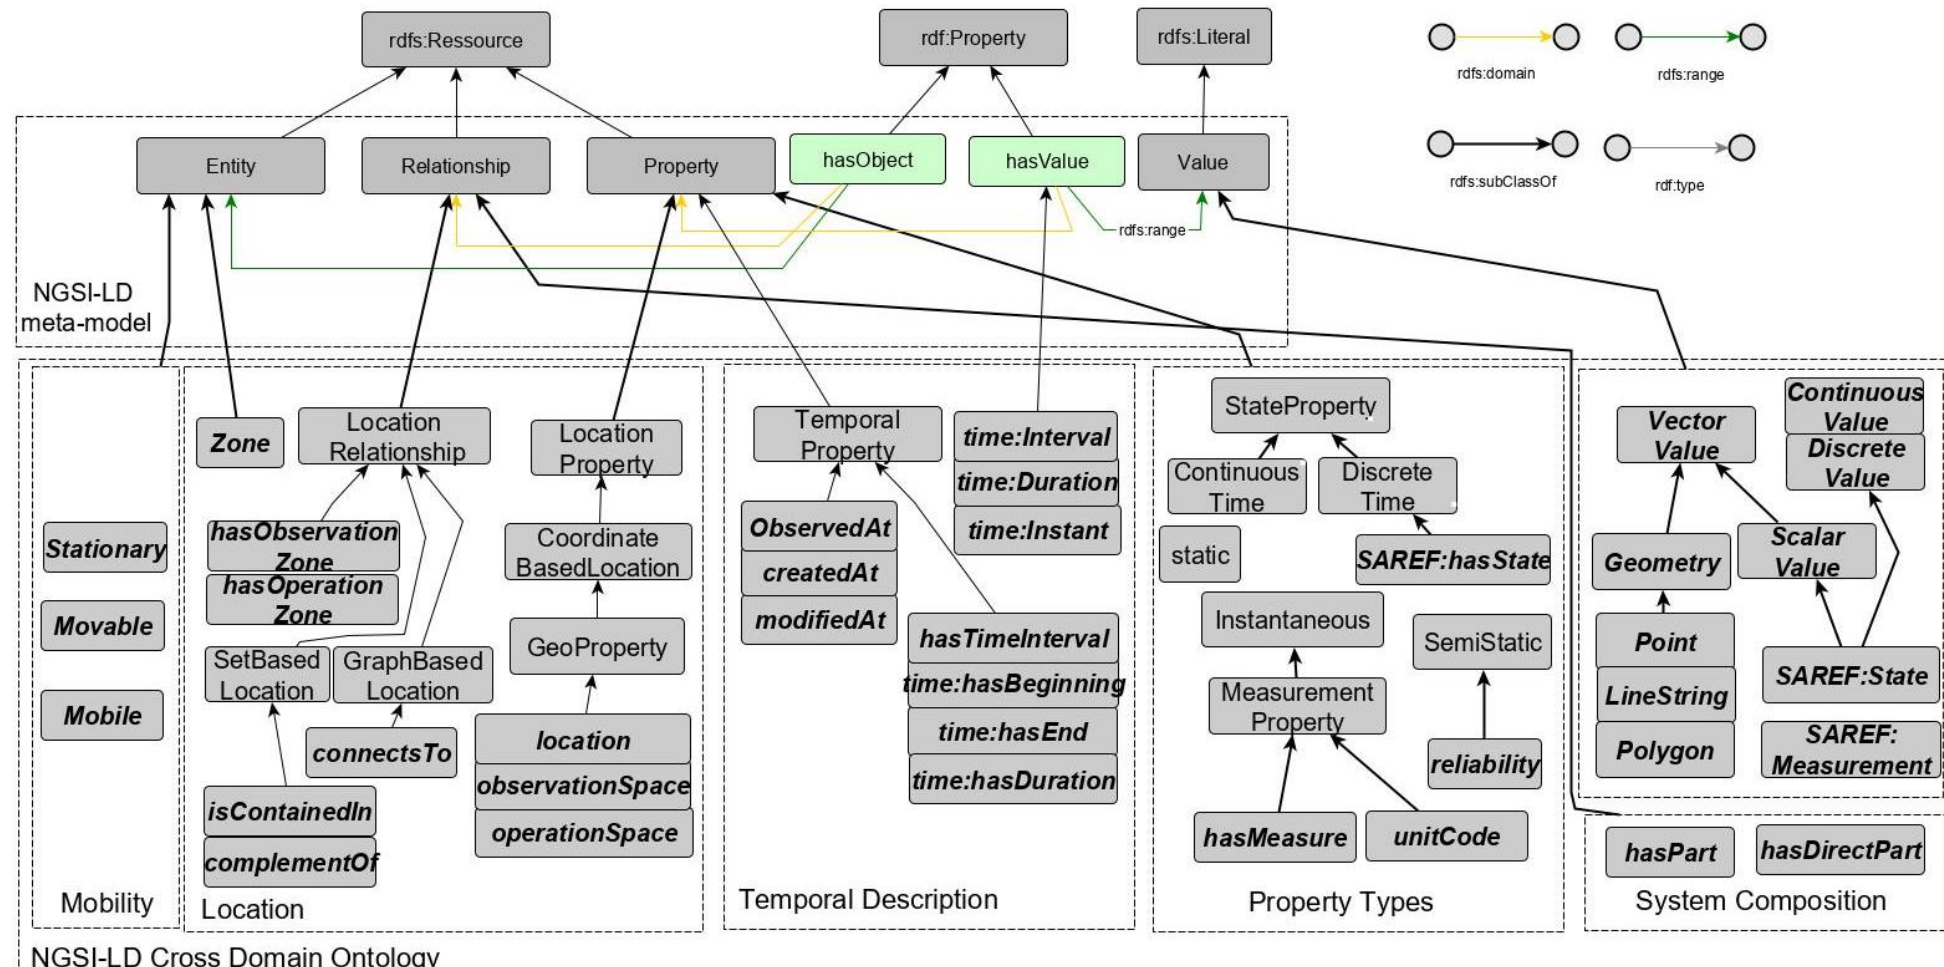 rdfs:Ressource
rdf:Property
rdfs:Literal
rdfs:domain
rdfs:range
rdfs:subClassOf
rdf:type
Entity
Relationship
Property
hasObject
hasValue
Value
rdfs:range
NGSI-LD
meta-model
Stationary
Movable
Mobile
Mobility
Zone
Location
Relationship
hasObservation
Zone
hasOperation
Zone
SetBased
Location
GraphBased
Location
connectsTo
isContainedIn
complementOf
Location
Property
Coordinate
BasedLocation
GeoProperty
location
observationSpace
operationSpace
Location
Temporal
Property
ObservedAt
createdAt
modifiedAt
time:Interval
time:Duration
time:Instant
hasTimeInterval
time:hasBeginning
time:hasEnd
time:hasDuration
Temporal Description
StateProperty
Continuous
Time
Discrete
Time
static
SAREF:hasState
Instantaneous
SemiStatic
Measurement
Property
reliability
hasMeasure
unitCode
Property Types
Vector
Value
Continuous
Value
Discrete
Value
Geometry
Scalar
Value
Point
LineString
Polygon
SAREF:State
SAREF:
Measurement
hasPart
hasDirectPart
System Composition
NGSI-LD Cross Domain Ontology